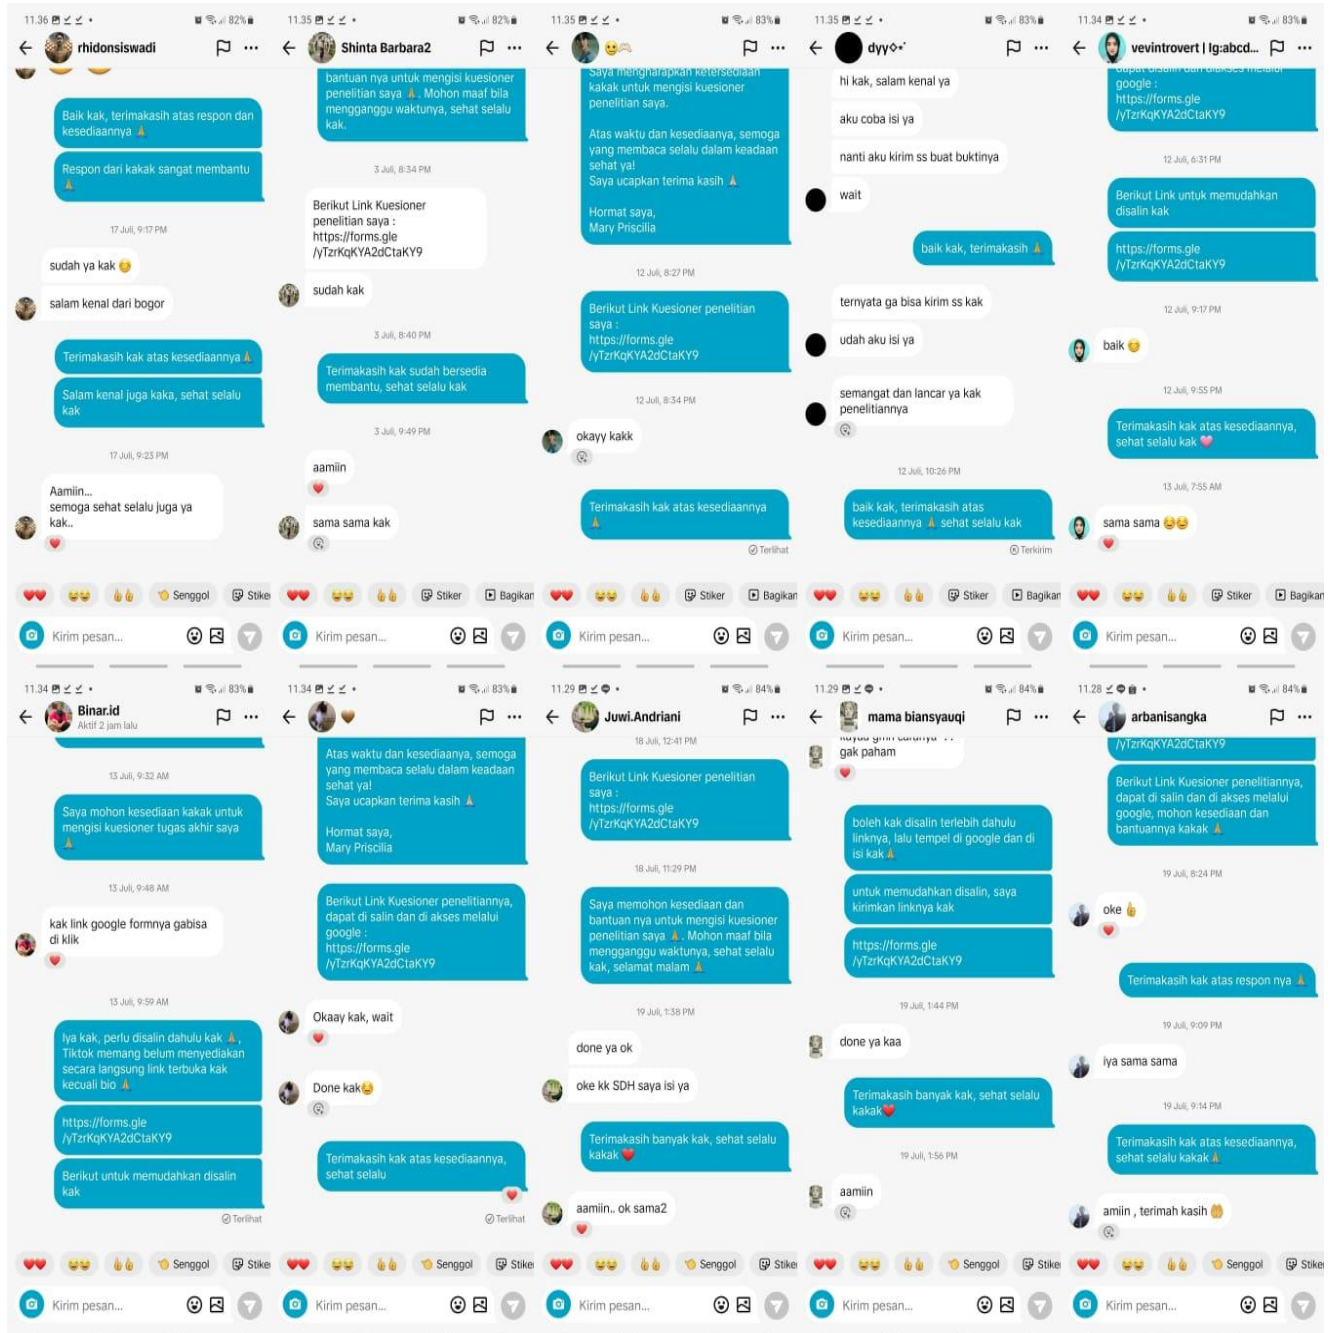 11.36
82%
rhidonsiswadi
Baik kak, terimakasih atas respon dan
kesediaannya 🙏
Respon dari kakak sangat membantu
🙏
17 Juli, 9:17 PM
sudah ya kak 😊
salam kenal dari bogor
Terimakasih kak atas kesediaannya 🙏
Salam kenal juga kaka, sehat selalu
kak
17 Juli, 9:23 PM
Aamiin...
semoga sehat selalu juga ya
kak..
Senggol
Stike
Kirim pesan...
11.35
82%
Shinta Barbara2
bantuan nya untuk mengisi kuesioner
penelitian saya 🙏. Mohon maaf bila
mengganggu waktunya, sehat selalu
kak.
3 Juli, 8:34 PM
Berikut Link Kuesioner
penelitian saya :
https://forms.gle
/yTzrKqKYA2dCtaKY9
sudah kak
3 Juli, 8:40 PM
Terimakasih kak sudah bersedia
membantu, sehat selalu kak
3 Juli, 9:49 PM
aamiin
sama sama kak
Stiker
Bagikan
Kirim pesan...
11.35
83%
Saya mengharapkan ketersediaan
kakak untuk mengisi kuesioner
penelitian saya.
Atas waktu dan kesediaanya, semoga
yang membaca selalu dalam keadaan
sehat ya!
Saya ucapkan terima kasih 🙏
Hormat saya,
Mary Priscilia
12 Juli, 8:27 PM
Berikut Link Kuesioner penelitian
saya :
https://forms.gle
/yTzrKqKYA2dCtaKY9
12 Juli, 8:34 PM
okayy kakk
Terimakasih kak atas kesediaannya
🙏
Terlihat
Stiker
Bagikan
Kirim pesan...
11.35
83%
dyy
hi kak, salam kenal ya
aku coba isi ya
nanti aku kirim ss buat buktinya
wait
baik kak, terimakasih 🙏
ternyata ga bisa kirim ss kak
udah aku isi ya
semangat dan lancar ya kak
penelitiannya
12 Juli, 10:26 PM
baik kak, terimakasih atas
kesediaannya 🙏 sehat selalu kak
Terkirim
Stiker
Bagikan
Kirim pesan...
11.34
83%
vevintrovert | Ig:abcd...
dapat disalin dan diakses melalui
google :
https://forms.gle
/yTzrKqKYA2dCtaKY9
12 Juli, 6:31 PM
Berikut Link untuk memudahkan
disalin kak
https://forms.gle
/yTzrKqKYA2dCtaKY9
12 Juli, 9:17 PM
baik 😊
12 Juli, 9:55 PM
Terimakasih kak atas kesediaannya,
sehat selalu kak 🩷
13 Juli, 7:55 AM
sama sama 😊😊
Stiker
Bagikan
Kirim pesan...
11.34
83%
Binar.id
Aktif 2 jam lalu
13 Juli, 9:32 AM
Saya mohon kesediaan kakak untuk
mengisi kuesioner tugas akhir saya
🙏
13 Juli, 9:48 AM
kak link google formnya gabisa
di klik
13 Juli, 9:59 AM
Iya kak, perlu disalin dahulu kak 🙏,
Tiktok memang belum menyediakan
secara langsung link terbuka kak
kecuali bio 🙏
https://forms.gle
/yTzrKqKYA2dCtaKY9
Berikut untuk memudahkan disalin
kak
Terlihat
Senggol
Stike
Kirim pesan...
11.34
83%
Atas waktu dan kesediaanya, semoga
yang membaca selalu dalam keadaan
sehat ya!
Saya ucapkan terima kasih 🙏
Hormat saya,
Mary Priscilia
Berikut Link Kuesioner penelitiannya,
dapat di salin dan di akses melalui
google :
https://forms.gle
/yTzrKqKYA2dCtaKY9
Okaay kak, wait
Done kak😊
Terimakasih kak atas kesediaannya,
sehat selalu
Terlihat
Senggol
Stike
Kirim pesan...
11.29
84%
Juwi.Andriani
18 Juli, 12:41 PM
Berikut Link Kuesioner penelitian
saya :
https://forms.gle
/yTzrKqKYA2dCtaKY9
18 Juli, 11:29 PM
Saya memohon kesediaan dan
bantuan nya untuk mengisi kuesioner
penelitian saya 🙏. Mohon maaf bila
mengganggu waktunya, sehat selalu
kak, selamat malam 🙏
19 Juli, 1:38 PM
done ya ok
oke kk SDH saya isi ya
Terimakasih banyak kak, sehat selalu
kakak ❤️
aamiin.. ok sama2
Senggol
Stike
Kirim pesan...
11.29
84%
mama biansyauqi
gak paham
boleh kak disalin terlebih dahulu
linknya, lalu tempel di google dan di
isi kak🙏
untuk memudahkan disalin, saya
kirimkan linknya kak
https://forms.gle
/yTzrKqKYA2dCtaKY9
19 Juli, 1:44 PM
done ya kaa
Terimakasih banyak kak, sehat selalu
kakak❤️
19 Juli, 1:56 PM
aamiin
Senggol
Stike
Kirim pesan...
11.28
84%
arbanisangka
/yTzrKqKYA2dCtaKY9
Berikut Link Kuesioner penelitiannya,
dapat di salin dan di akses melalui
google, mohon kesediaan dan
bantuannya kakak 🙏
19 Juli, 8:24 PM
oke 👍
Terimakasih kak atas respon nya 🙏
19 Juli, 9:09 PM
iya sama sama
19 Juli, 9:14 PM
Terimakasih kak atas kesediaannya,
sehat selalu kakak🙏
amiin , terimah kasih 🤲
Senggol
Stike
Kirim pesan...